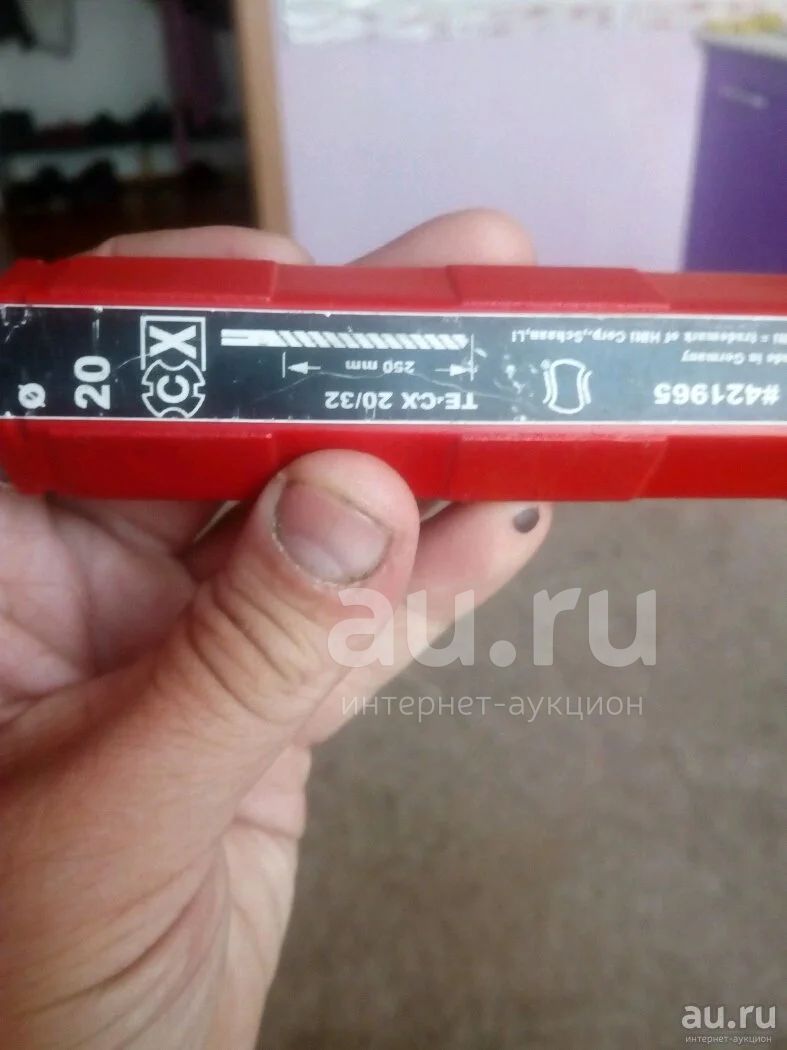 Ø
20
CX
250 mm
TE-CX 20/32
= trademark of Hilti Corp., Schaan, LI
in Germany
#421965
au.ru
интернет-аукцион
au.ru
интернет-аукцион